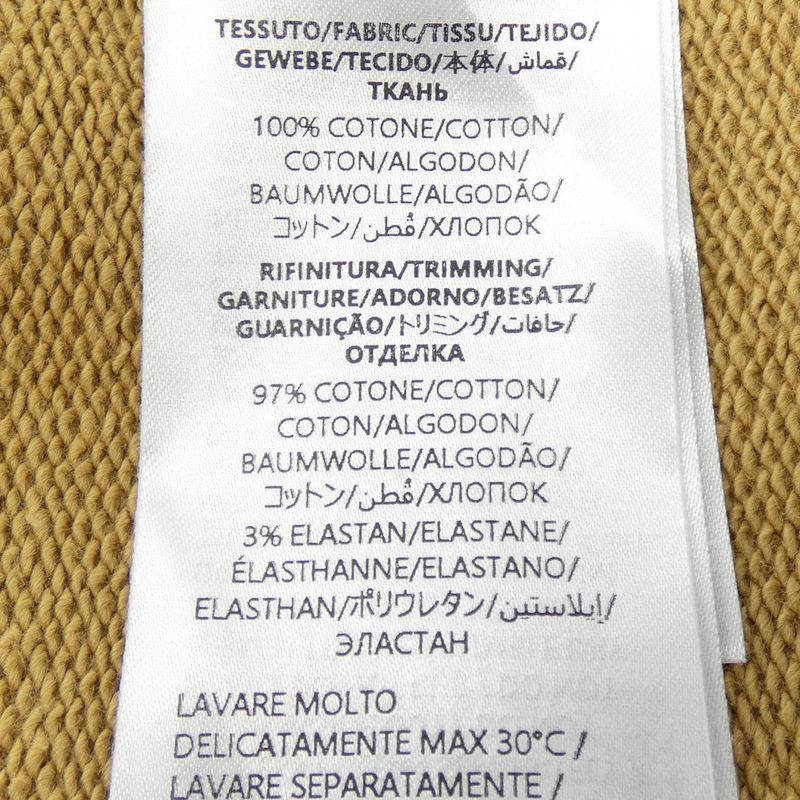 TESSUTO/FABRIC/TISSU/TEJIDO/
GEWEBE/TECIDO/本体/قماش/
ТКАНЬ
100% COTONE/COTTON/
COTON/ALGODON/
BAUMWOLLE/ALGODÃO/
コットン/قُطن/ХЛОПОК
RIFINITURA/TRIMMING/
GARNITURE/ADORNO/BESATZ/
GUARNIÇÃO/トリミング/حافات/
ОТДЕЛКА
97% COTONE/COTTON/
COTON/ALGODON/
BAUMWOLLE/ALGODÃO/
コットン/قُطن/ХЛОПОК
3% ELASTAN/ELASTANE/
ÉLASTHANNE/ELASTANO/
ELASTHAN/ポリウレタン/إيلاستين/
ЭЛАСТАН
LAVARE MOLTO
DELICATAMENTE MAX 30°C /
LAVARE SEPARATAMENTE /